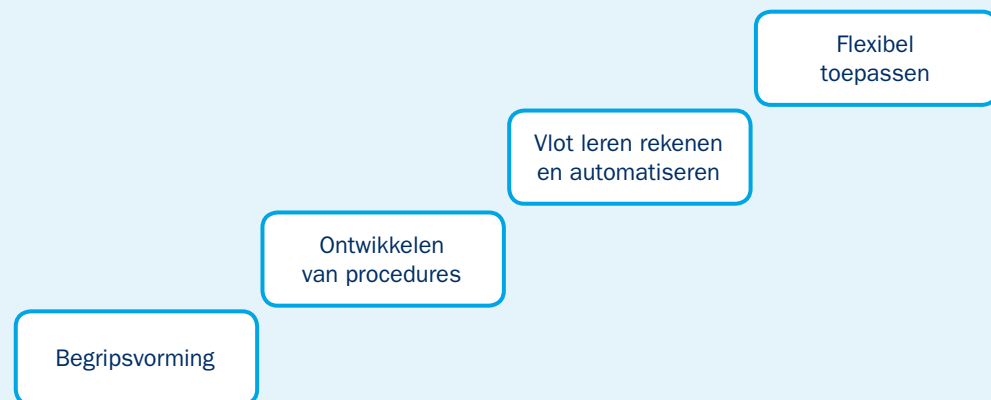 Flexibel
toepassen
Vlot leren rekenen
en automatiseren
Ontwikkelen
van procedures
Begripsvorming